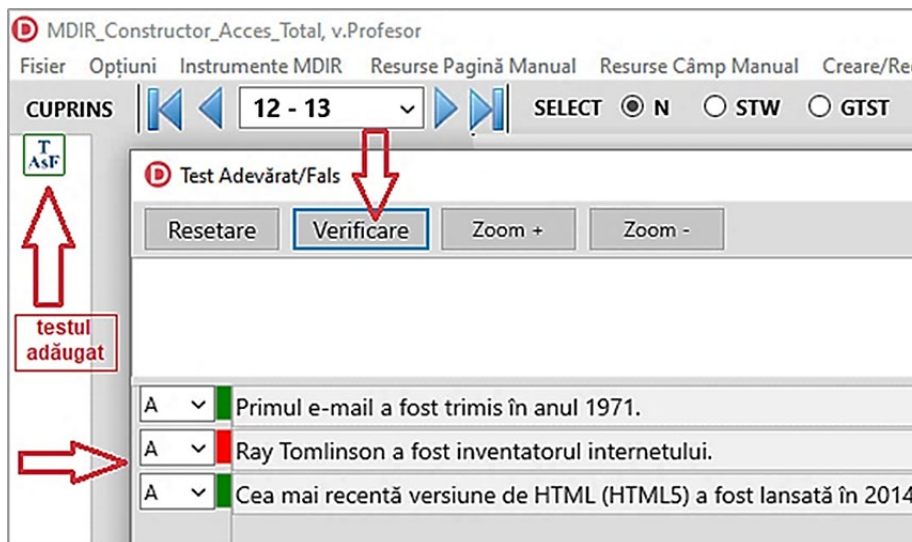 MDIR_Constructor_Acces_Total, v.Profesor
Fisier Opțiuni Instrumente MDIR Resurse Pagină Manual Resurse Câmp Manual Creare/Re
CUPRINS 12 - 13 SELECT N STW GTST
T
AsF
Test Adevărat/Fals
Resetare Verificare Zoom + Zoom -
testul
adăugat
A Primul e-mail a fost trimis în anul 1971.
A Ray Tomlinson a fost inventatorul internetului.
A Cea mai recentă versiune de HTML (HTML5) a fost lansată în 2014